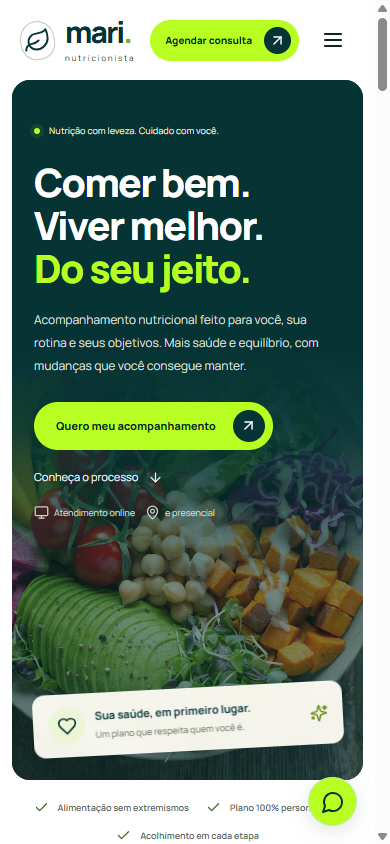 mari.
nutricionista
Agendar consulta
Nutrição com leveza. Cuidado com você.
Comer bem.
Viver melhor.
Do seu jeito.
Acompanhamento nutricional feito para você, sua
rotina e seus objetivos. Mais saúde e equilíbrio, com
mudanças que você consegue manter.
Quero meu acompanhamento
Conheça o processo
Atendimento online e presencial
Sua saúde, em primeiro lugar.
Um plano que respeita quem você é.
Alimentação sem extremismos Plano 100%
Acolhimento em cada etapa